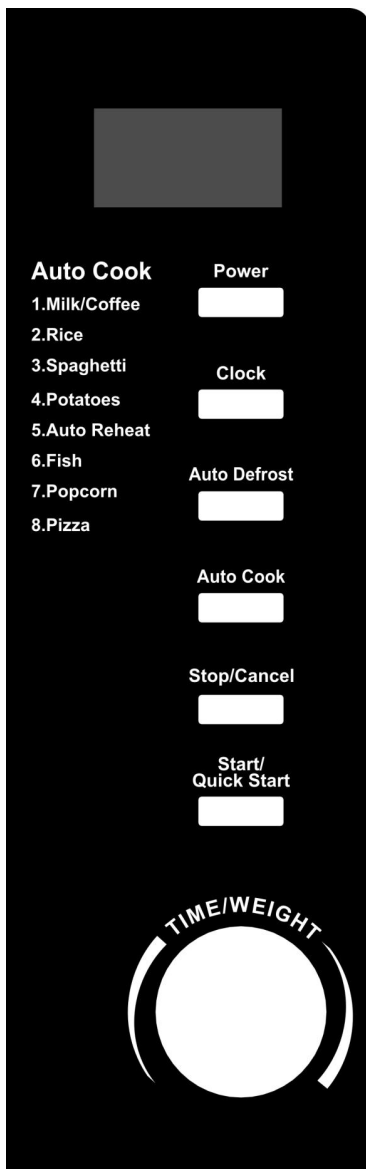 Auto Cook
1.Milk/Coffee
2.Rice
3.Spaghetti
4.Potatoes
5.Auto Reheat
6.Fish
7.Popcorn
8.Pizza
Power
Clock
Auto Defrost
Auto Cook
Stop/Cancel
Start/
Quick Start
TIME/WEIGHT